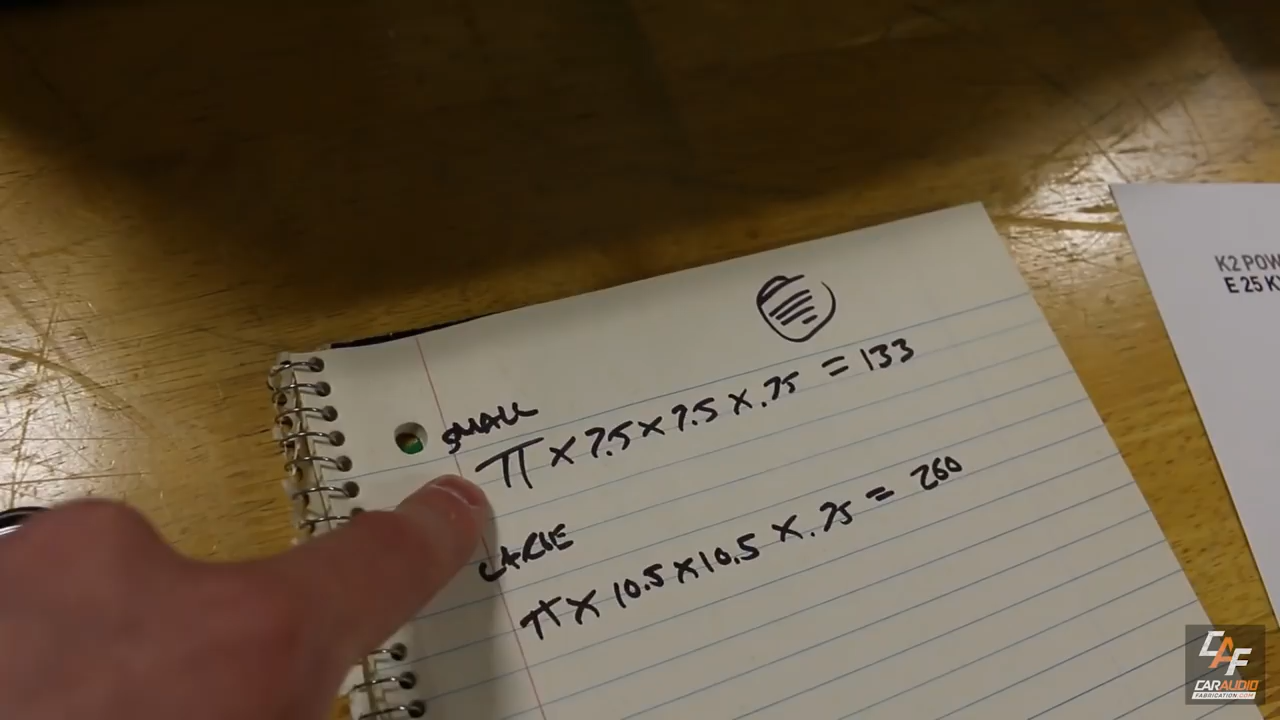 SMALL
π × 7.5 × 7.5 × .75 = 133
LARGE
π × 10.5 × 10.5 × .75 = 260
K2 POW
E 25 K
CAF
CAR AUDIO
FABRICATION.COM